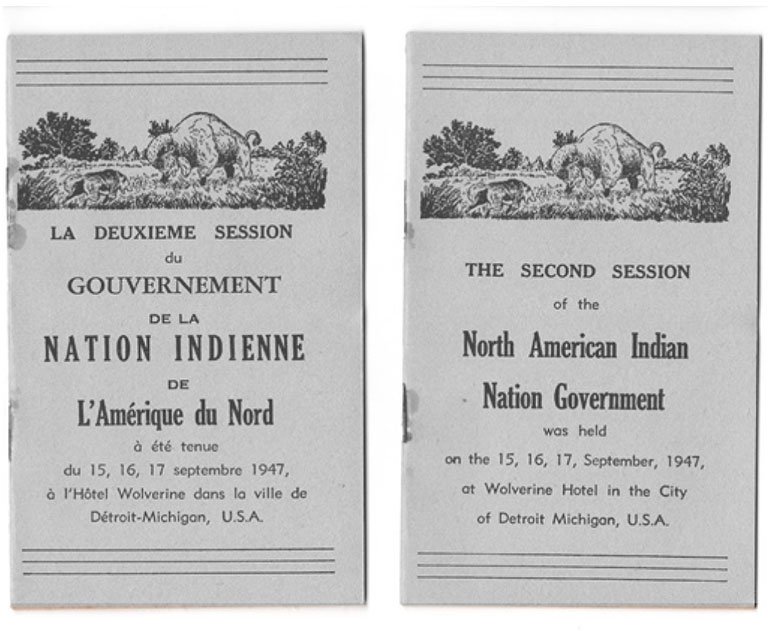 LA DEUXIEME SESSION
du
GOUVERNEMENT
DE LA
NATION INDIENNE
DE
L'Amérique du Nord
à été tenue
du 15, 16, 17 septembre 1947,
à l'Hôtel Wolverine dans la ville de
Détroit-Michigan, U.S.A.
THE SECOND SESSION
of the
North American Indian
Nation Government
was held
on the 15, 16, 17, September, 1947,
at Wolverine Hotel in the City
of Detroit Michigan, U.S.A.